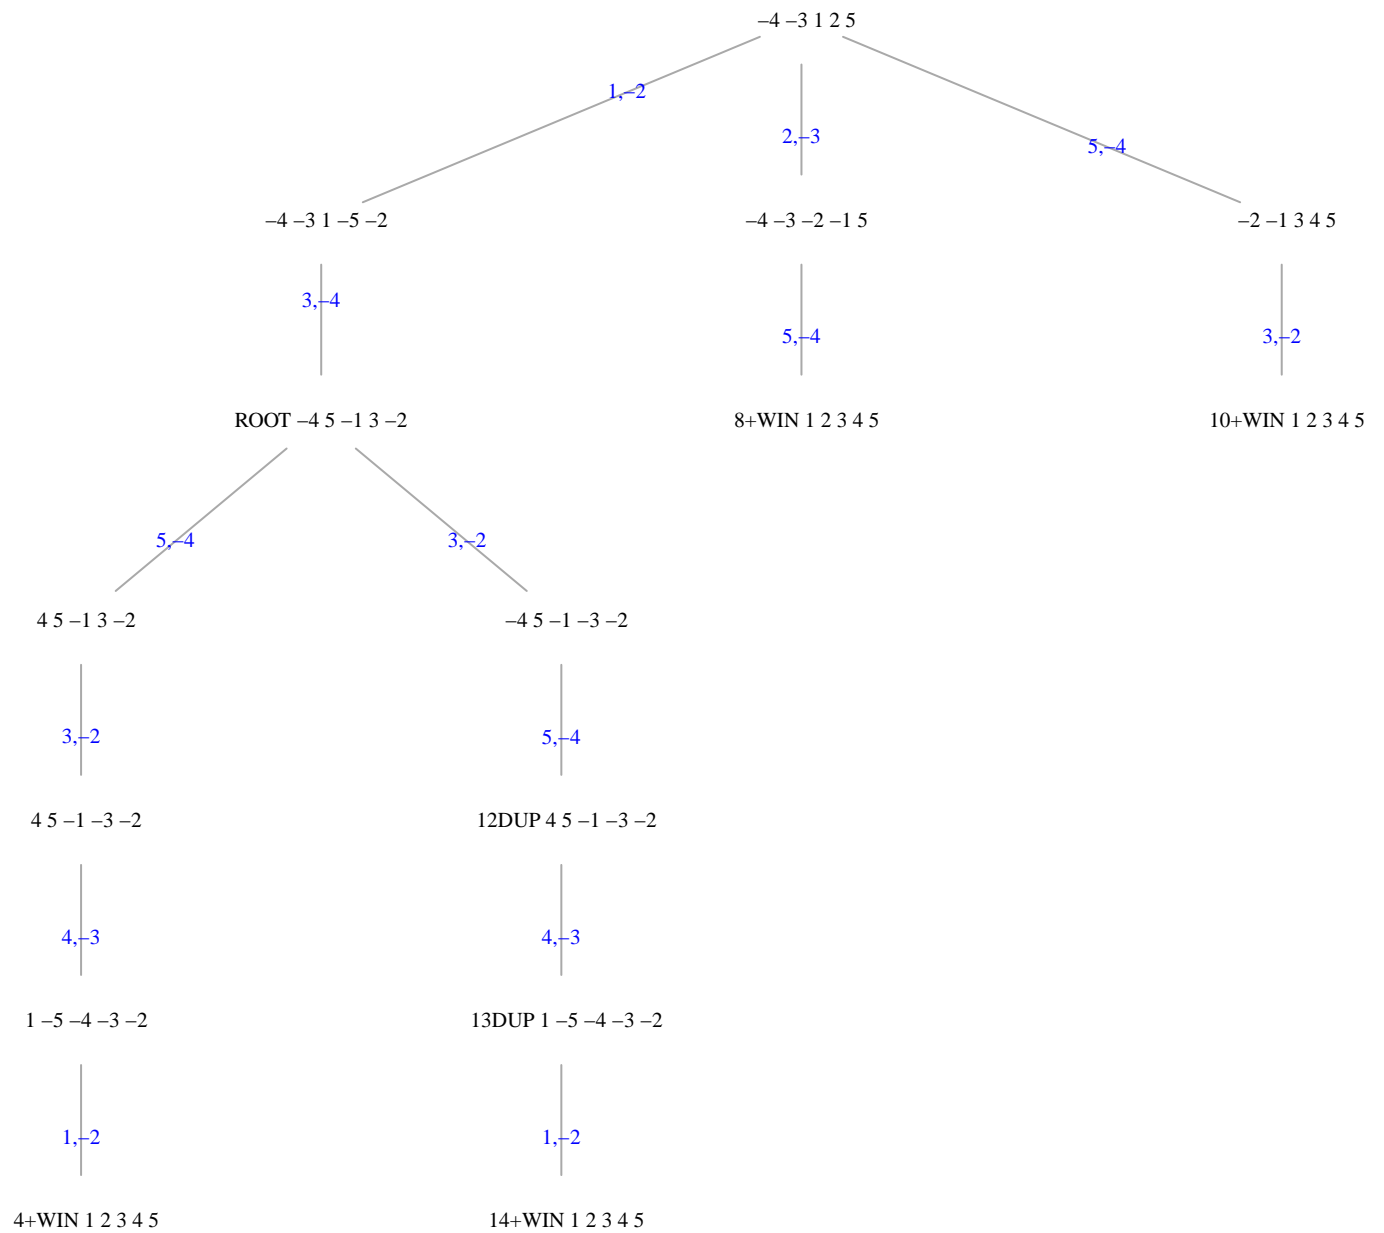 –4 –3 1 2 5
1,–2
2,–3
5,–4
–4 –3 1 –5 –2
–4 –3 –2 –1 5
–2 –1 3 4 5
3,–4
5,–4
3,–2
ROOT –4 5 –1 3 –2
8+WIN 1 2 3 4 5
10+WIN 1 2 3 4 5
5,–4
3,–2
4 5 –1 3 –2
–4 5 –1 –3 –2
3,–2
5,–4
4 5 –1 –3 –2
12DUP 4 5 –1 –3 –2
4,–3
4,–3
1 –5 –4 –3 –2
13DUP 1 –5 –4 –3 –2
1,–2
1,–2
4+WIN 1 2 3 4 5
14+WIN 1 2 3 4 5